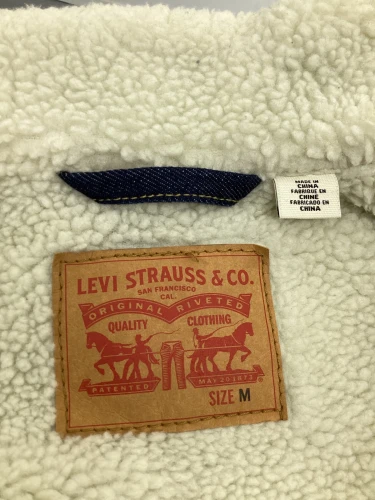 MADE IN
CHINA
FABRIQUE EN
CHINE
FABRICADO EN
CHINA
LEVI STRAUSS & CO.
SAN FRANCISCO
CAL.
ORIGINAL RIVETED
QUALITY CLOTHING
PATENTED MAY 20 1873
SIZE M